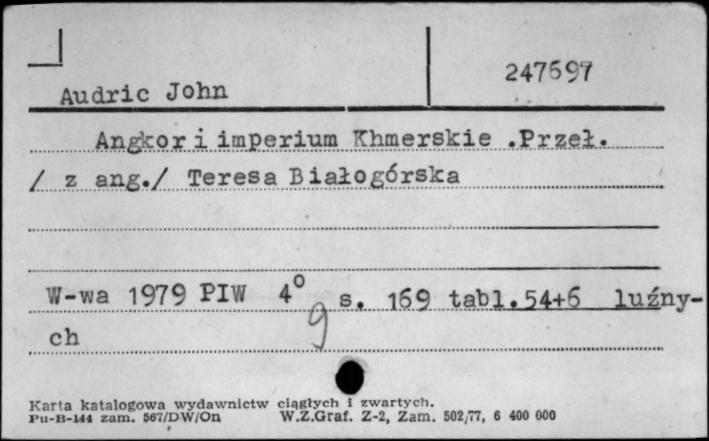 247697
Audric John
Angkor i imperium Khmerskie .Przeł.
/ z ang./ Teresa Białogórska
W-wa 1979 PIW 4° s. 169 tabl.54+6 luźny-
ch
9
Karta katalogowa wydawnictw ciągłych i zwartych.
Pu-B-144 zam. 567/DW/On W.Z.Graf. Z-2, Zam. 502/77, 6 400 000